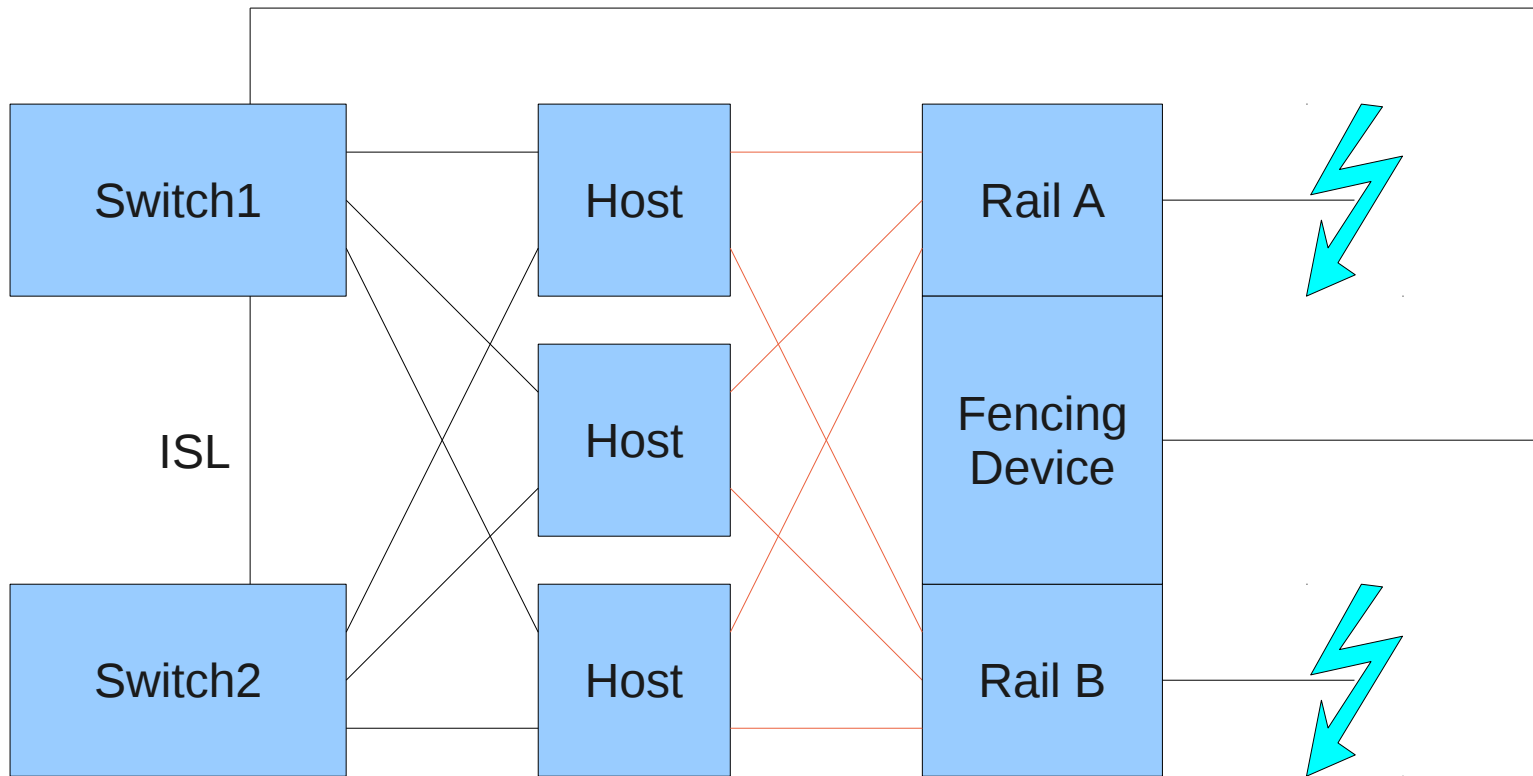 Switch1
Host
Rail A
Host
Fencing
Device
ISL
Switch2
Host
Rail B